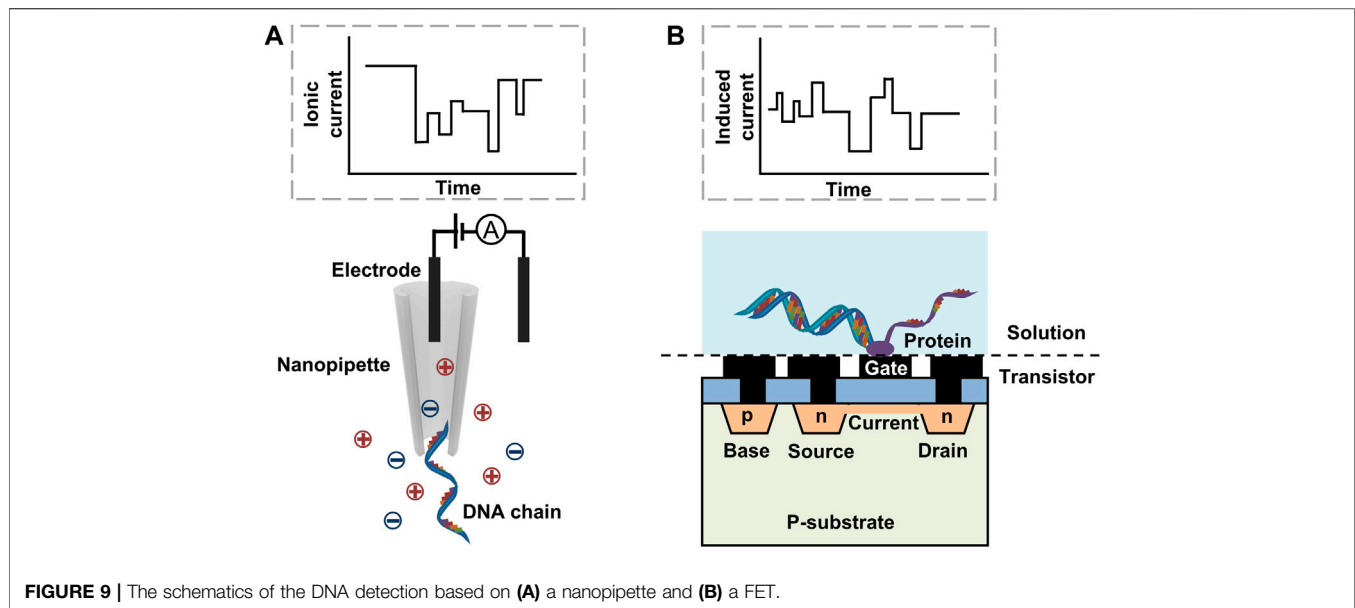 A
Ionic
current
Time
A
Electrode
Nanopipette
+
−
+
+
−
−
+
+
−
DNA chain
B
Induced
current
Time
Protein
Solution
Gate
Transistor
p
n
Current
n
Base
Source
Drain
P-substrate
FIGURE 9 | The schematics of the DNA detection based on (A) a nanopipette and (B) a FET.